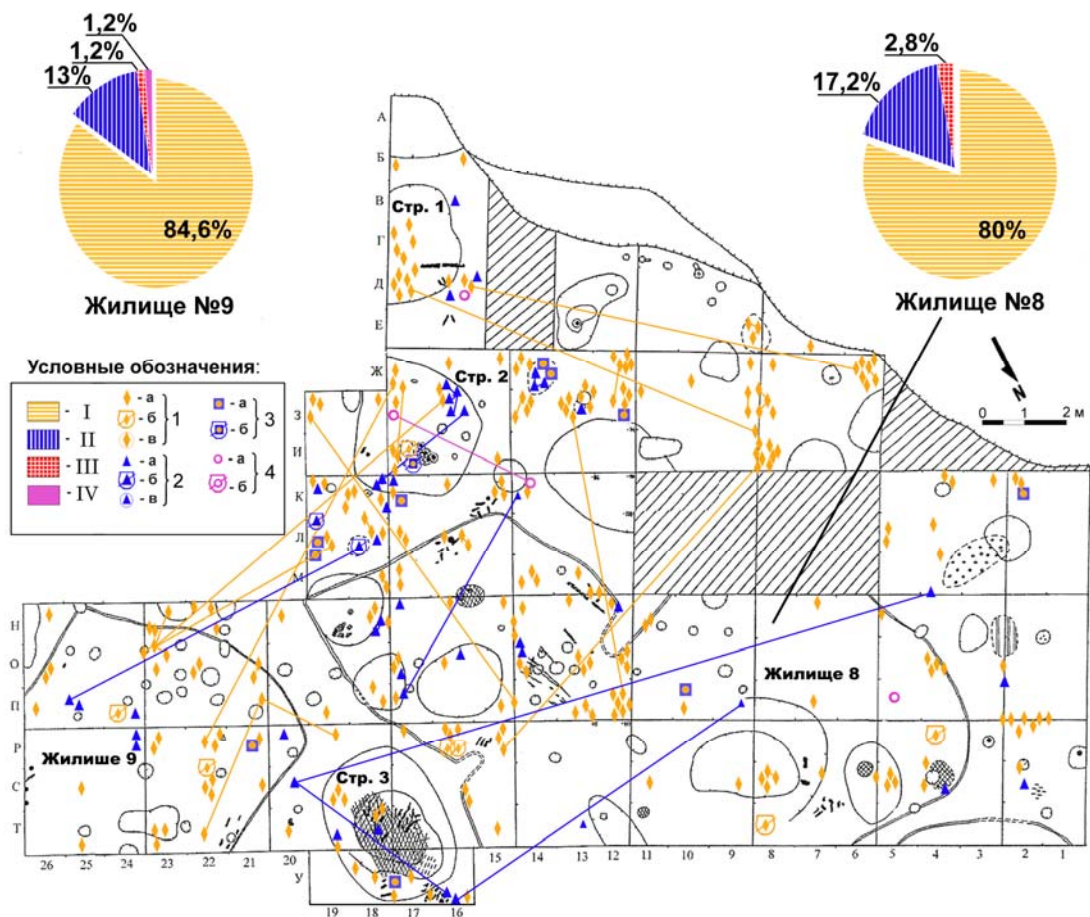 1,2%
1,2%
13%
84,6%
Жилище №9
2,8%
17,2%
80%
Жилище №8
Условные обозначения:
- I
- II
- III
- IV
- а
- б
- в
1
- а
- б
- в
2
- а
- б
3
- а
- б
4
А
Б
В
Г
Д
Е
Ж
З
И
К
Л
М
Н
О
П
Р
С
Т
У
Стр. 1
Стр. 2
N
0 1 2 м
Жилище 8
Жилише 9
Стр. 3
26 25 24 23 22 21 20 15 14 13 12 11 10 9 8 7 6 5 4 3 2 1
19 18 17 16